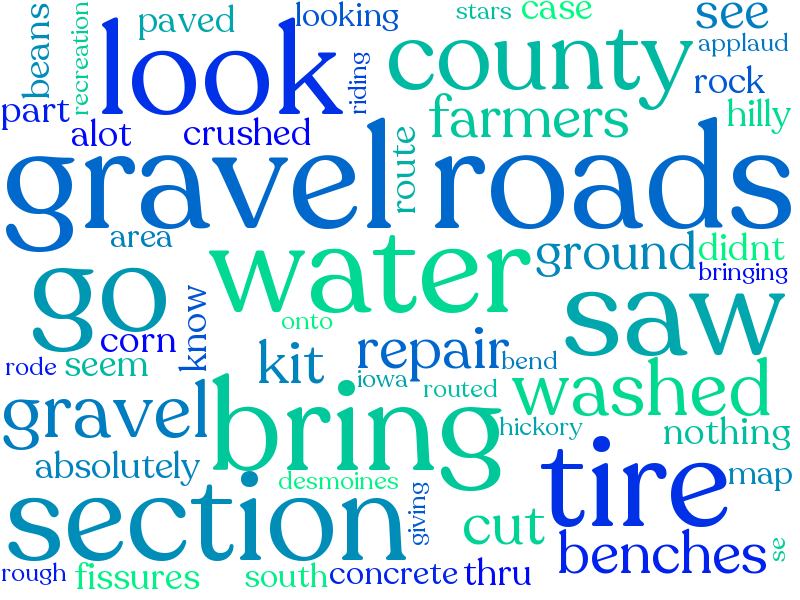 beans
recreation
paved
look
looking
riding
stars
case
see
applaud
county
rock
hilly
part
alot
crushed
farmers
gravel roads
route
area
water
ground
didnt
bringing
go
saw
onto
know
corn
rode
seem
kit
repair
bend
iowa
routed
washed
gravel
bring
hickory
nothing
absolutely
tire
map
desmoines
section
giving
cut
benches
se
rough
fissures
south
concrete
thru